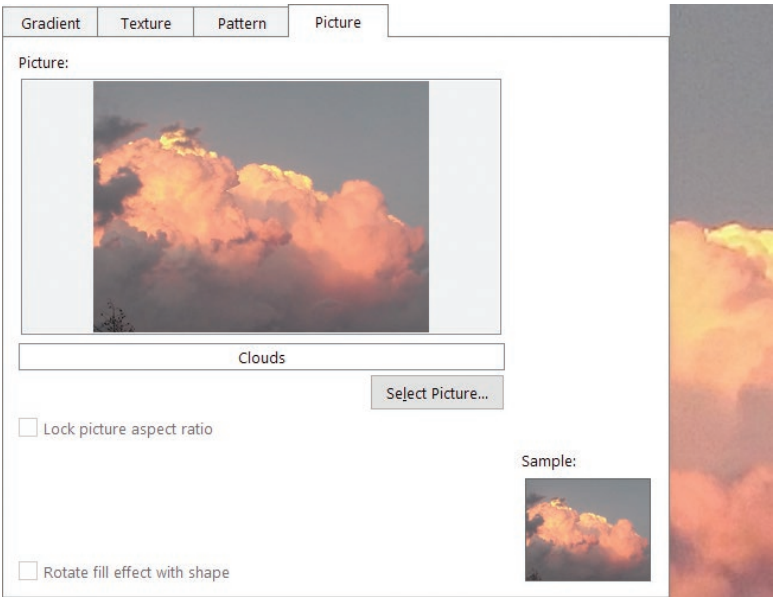 Gradient Texture Pattern Picture
Picture:
Clouds
Select Picture...
Lock picture aspect ratio
Sample:
Rotate fill effect with shape